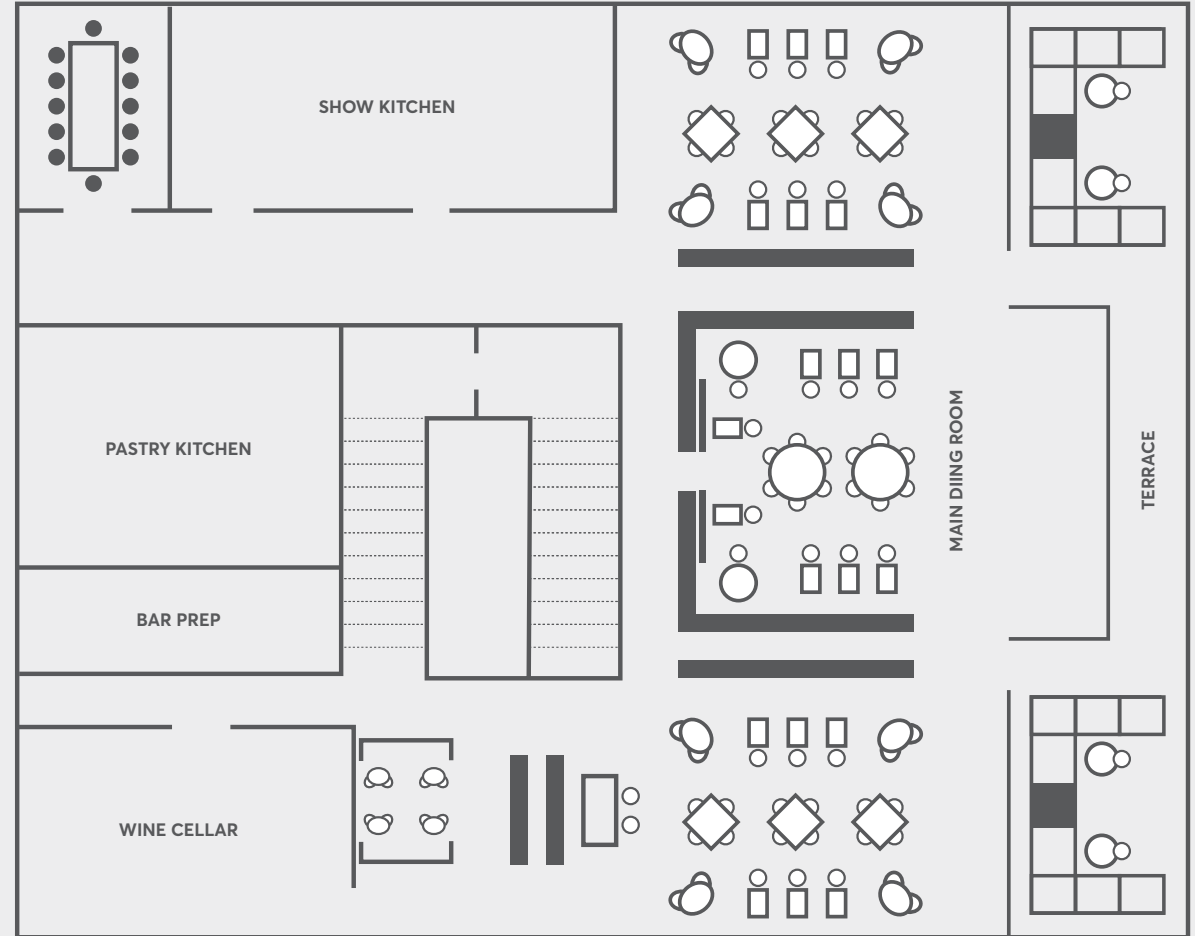 SHOW KITCHEN
PASTRY KITCHEN
BAR PREP
WINE CELLAR
MAIN DIING ROOM
TERRACE